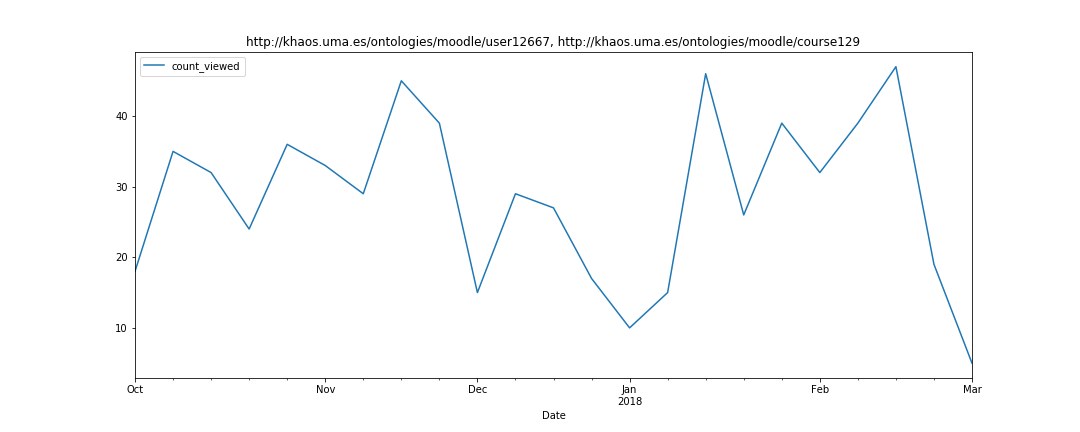 http://khaos.uma.es/ontologies/moodle/user12667, http://khaos.uma.es/ontologies/moodle/course129
count_viewed
40
30
20
10
Oct Nov Dec Jan Feb Mar
2018
Date